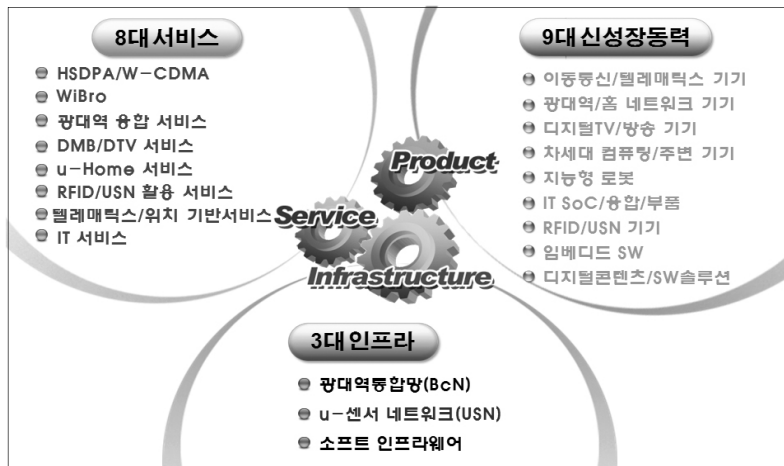 8대 서비스
HSDPA/W-CDMA
WiBro
광대역 융합 서비스
DMB/DTV 서비스
u-Home 서비스
RFID/USN 활용 서비스
텔레매틱스/위치 기반서비스
IT 서비스
9대 신성장동력
이동통신/텔레매틱스 기기
광대역/홈 네트워크 기기
디지털TV/방송 기기
차세대 컴퓨팅/주변 기기
지능형 로봇
IT SoC/융합/부품
RFID/USN 기기
임베디드 SW
디지털콘텐츠/SW솔루션
Product
Service
Infrastructure
3대 인프라
광대역통합망(BcN)
u-센서 네트워크(USN)
소프트 인프라웨어